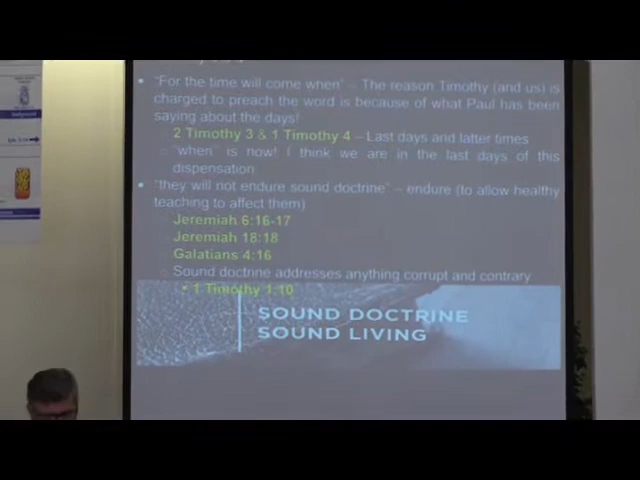 "For the time will come when" – The reason Timothy (and us) is
charged to preach the word is because of what Paul has been
saying about the days!
2 Timothy 3 & 1 Timothy 4 – Last days and latter times
"when" is now! I think we are in the last days of this
dispensation
"they will not endure sound doctrine" – endure (to allow healthy
teaching to affect them)
Jeremiah 6:16-17
Jeremiah 18:18
Galatians 4:16
Sound doctrine addresses anything corrupt and contrary
1 Timothy 1:10
SOUND DOCTRINE
SOUND LIVING